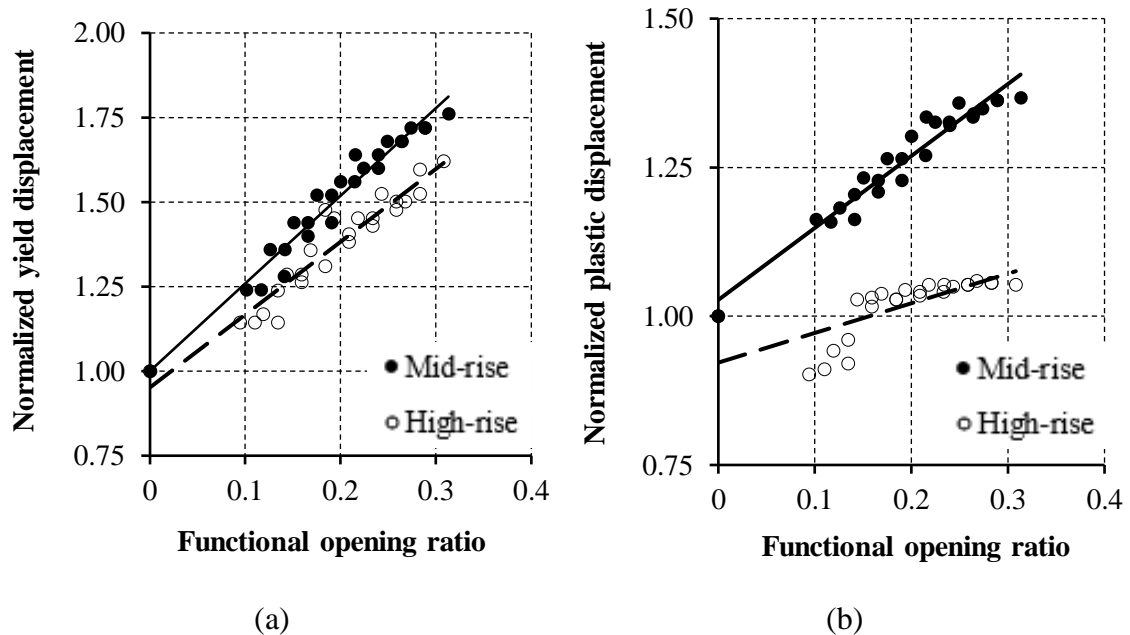 2.00
1.75
1.50
1.25
1.00
0.75
0
0.1
0.2
0.3
0.4
Normalized yield displacement
Functional opening ratio
Mid-rise
High-rise
(a)
1.50
1.25
1.00
0.75
0
0.1
0.2
0.3
0.4
Normalized plastic displacement
Functional opening ratio
Mid-rise
High-rise
(b)